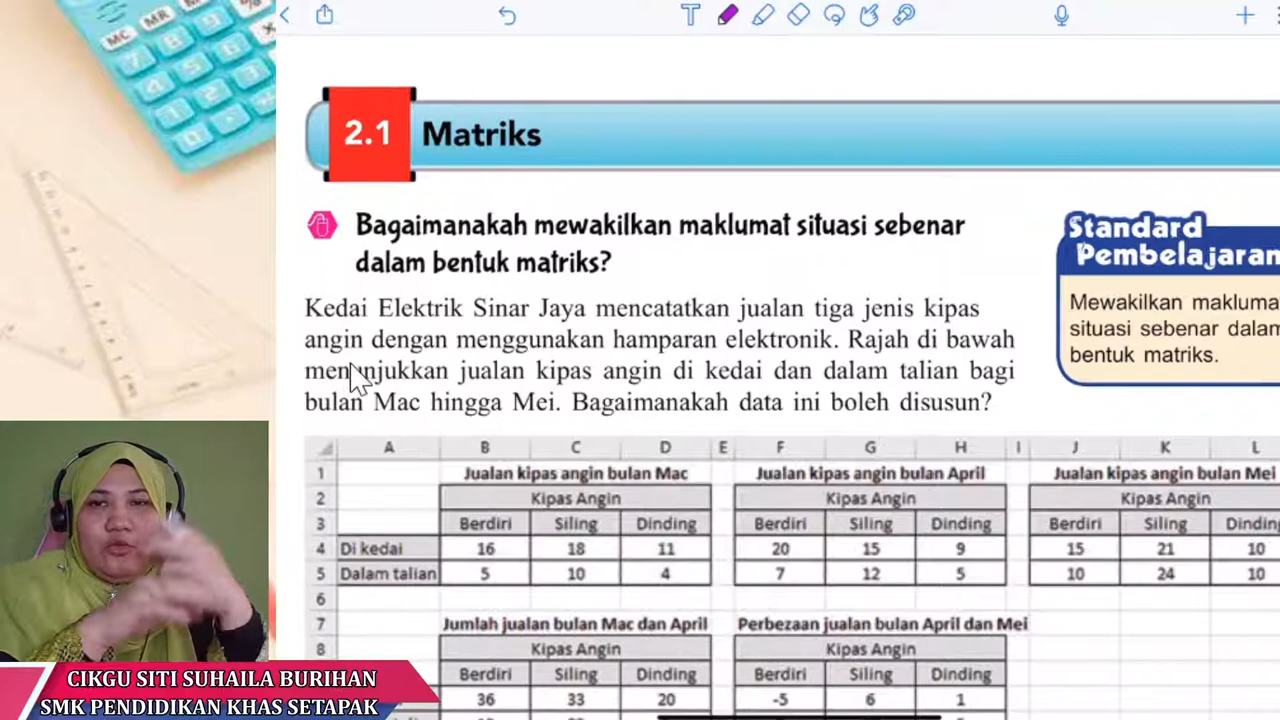 MC
MR
2.1 Matriks
Bagaimanakah mewakilkan maklumat situasi sebenar
dalam bentuk matriks?
Kedai Elektrik Sinar Jaya mencatatkan jualan tiga jenis kipas
angin dengan menggunakan hamparan elektronik. Rajah di bawah
menunjukkan jualan kipas angin di kedai dan dalam talian bagi
bulan Mac hingga Mei. Bagaimanakah data ini boleh disusun?
Standard
Pembelajaran
Mewakilkan makluma
situasi sebenar dalam
bentuk matriks.
A B C D E F G H I J K L
1 Jualan kipas angin bulan Mac Jualan kipas angin bulan April Jualan kipas angin bulan Mei
2 Kipas Angin Kipas Angin Kipas Angin
3 Berdiri Siling Dinding Berdiri Siling Dinding Berdiri Siling Dinding
4 Di kedai 16 18 11 20 15 9 15 21 10
5 Dalam talian 5 10 4 7 12 5 10 24 10
6
7 Jumlah jualan bulan Mac dan April Perbezaan jualan bulan April dan Mei
8 Kipas Angin Kipas Angin
Berdiri Siling Dinding Berdiri Siling Dinding
36 33 20 -5 6 1
CIKGU SITI SUHAILA BURIHAN
SMK PENDIDIKAN KHAS SETAPAK